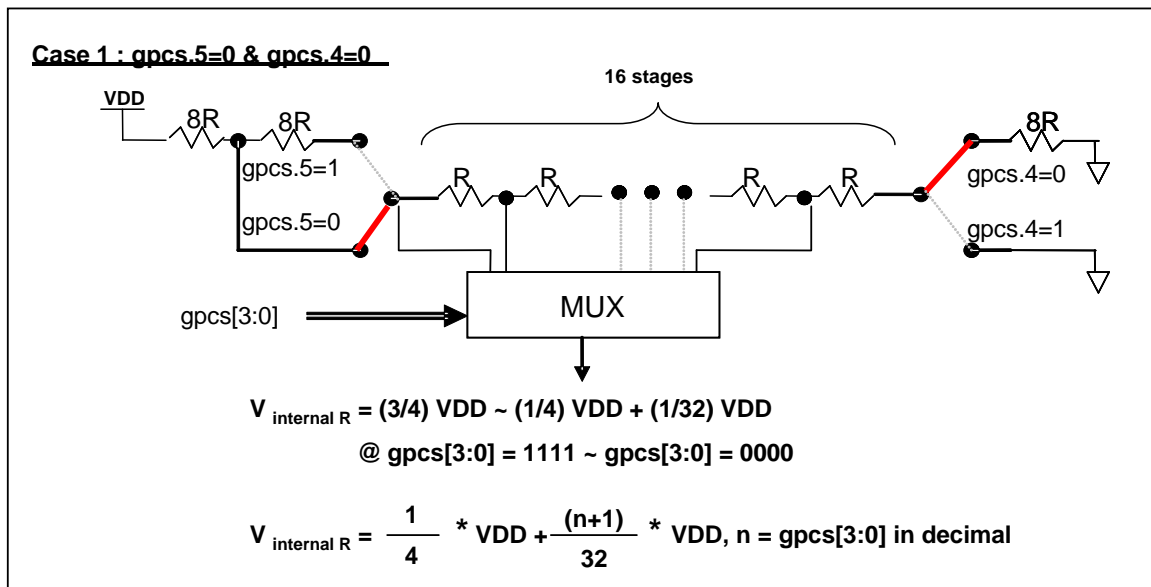 Case 1 : gpcs.5=0 & gpcs.4=0
16 stages
VDD
8R
8R
8R
gpcs.5=1
gpcs.4=0
R
R
R
R
gpcs.5=0
gpcs.4=1
MUX
gpcs[3:0]
V internal R = (3/4) VDD ~ (1/4) VDD + (1/32) VDD
@ gpcs[3:0] = 1111 ~ gpcs[3:0] = 0000
V internal R = 1/4 * VDD + (n+1)/32 * VDD, n = gpcs[3:0] in decimal